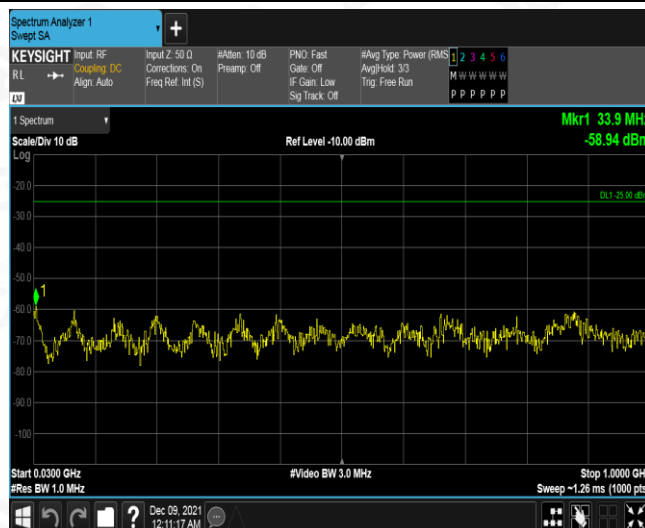 Spectrum Analyzer 1
Swept SA
KEYSIGHT
RL
Input: RF
Coupling: DC
Align: Auto
Input Z: 50 Ω
Corrections: On
Freq Ref: Int (S)
#Atten: 10 dB
Preamp: Off
PNO: Fast
Gate: Off
IF Gain: Low
Sig Track: Off
#Avg Type: Power (RMS
Avg|Hold: 3/3
Trig: Free Run
1 2 3 4 5 6
M W W W W W
P P P P P P
LXI
1 Spectrum
Scale/Div 10 dB
Log
Ref Level -10.00 dBm
Mkr1 33.9 MHz
-58.94 dBm
DL1 -25.00 dBm
-20.0
-30.0
-40.0
-50.0
1
-60.0
-70.0
-80.0
-90.0
-100
Start 0.0300 GHz
#Res BW 1.0 MHz
#Video BW 3.0 MHz
Stop 1.0000 GH
Sweep ~1.26 ms (1000 pts
Dec 09, 2021
12:11:17 AM